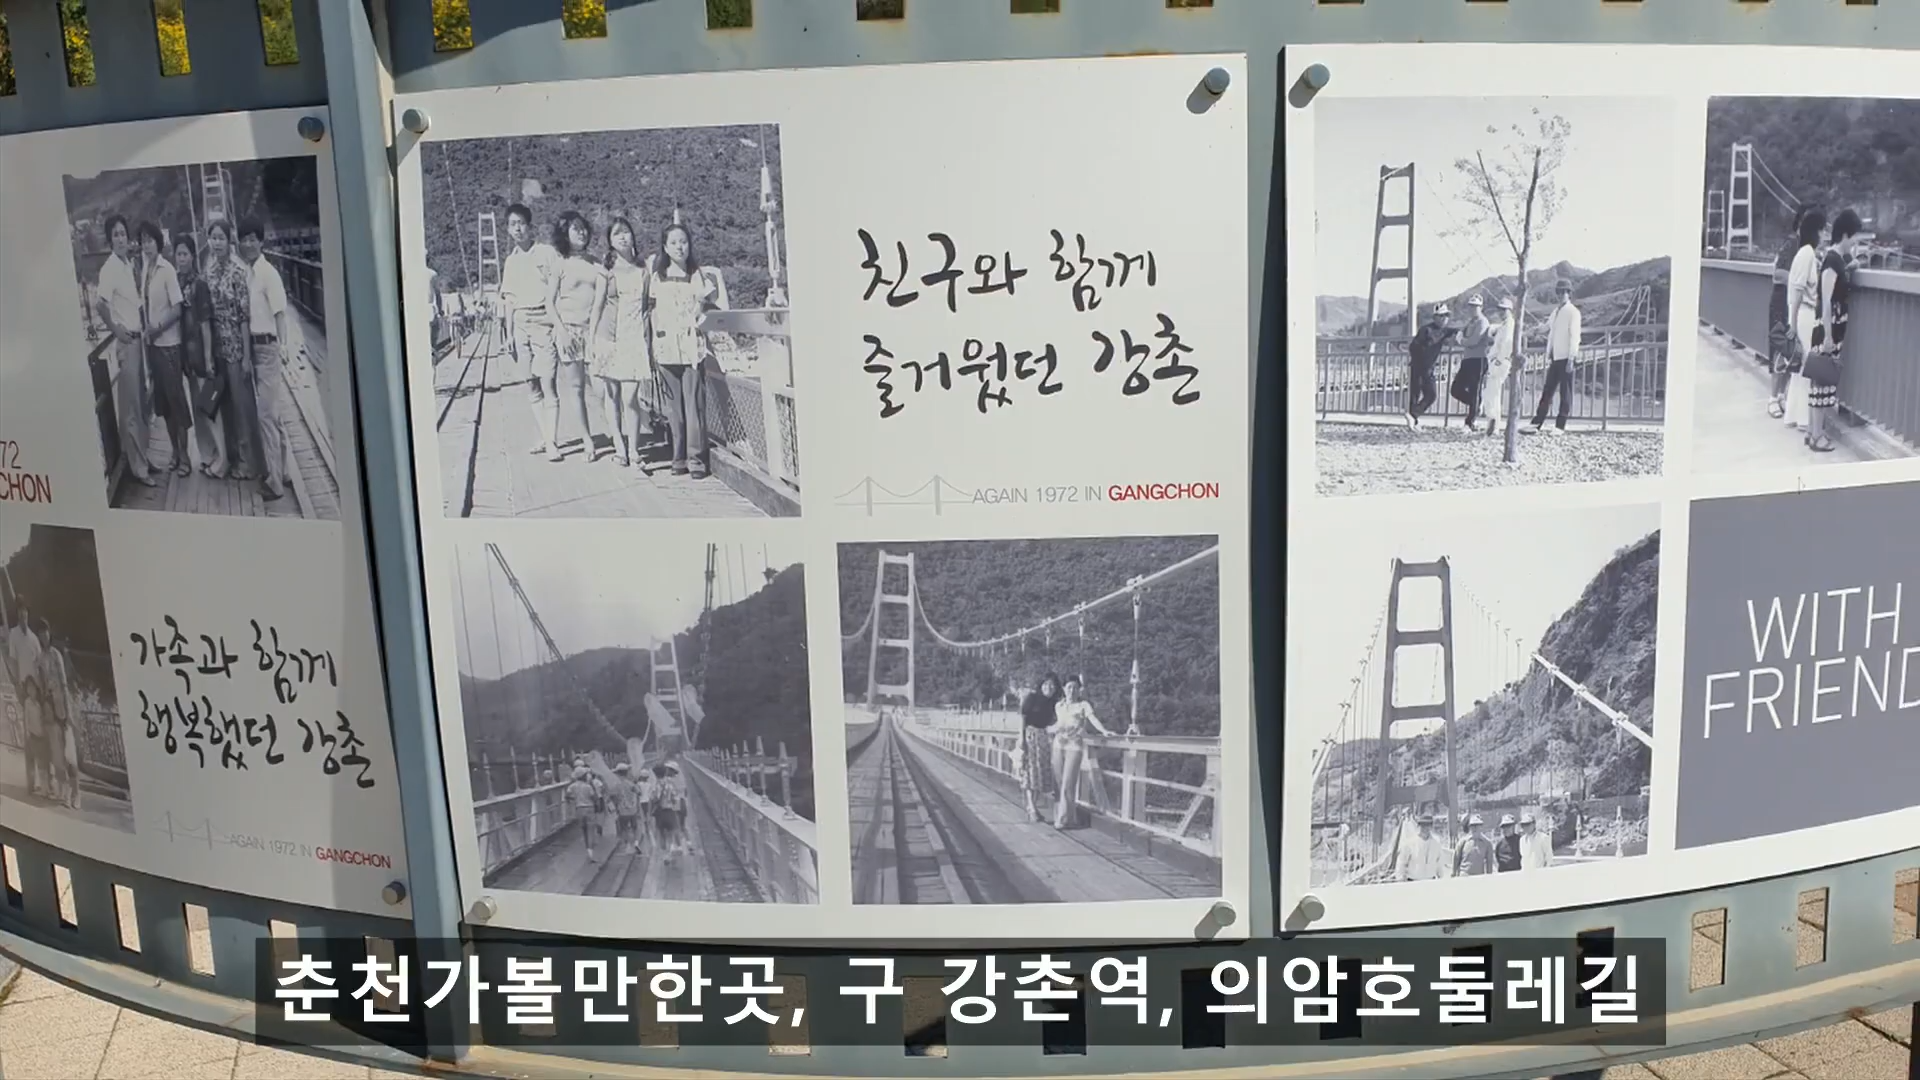 72
CHON
가족과 함께
행복했던 강촌
AGAIN 1972 IN GANGCHON
친구와 함께
즐거웠던 강촌
AGAIN 1972 IN GANGCHON
WITH
FRIEND
춘천가볼만한곳, 구 강촌역, 의암호둘레길